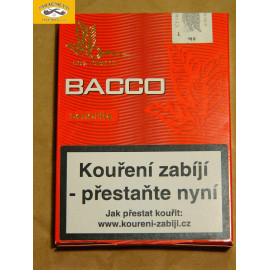 BACCO
Kouření zabíjí
- přestaňte nyní
Jak přestat kouřit:
www.koureni-zabiji.cz